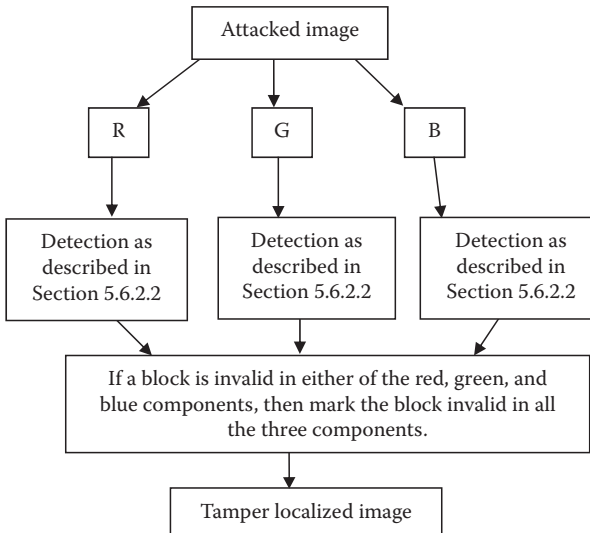 Attacked image
R
G
B
Detection as
described in
Section 5.6.2.2
Detection as
described in
Section 5.6.2.2
Detection as
described in
Section 5.6.2.2
If a block is invalid in either of the red, green, and
blue components, then mark the block invalid in all
the three components.
Tamper localized image